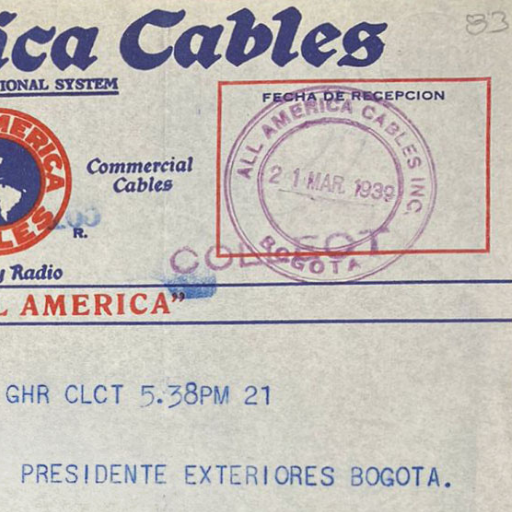 ica Cables
IONAL SYSTEM
83
FECHA DE RECEPCION
ALL AMERICA CABLES INC.
21 MAR. 1939
BOGOTA
AMERICA
LES
Commercial
Cables
R.
COLLECT
y Radio
L AMERICA"
GHR CLCT 5.38PM 21
PRESIDENTE EXTERIORES BOGOTA.